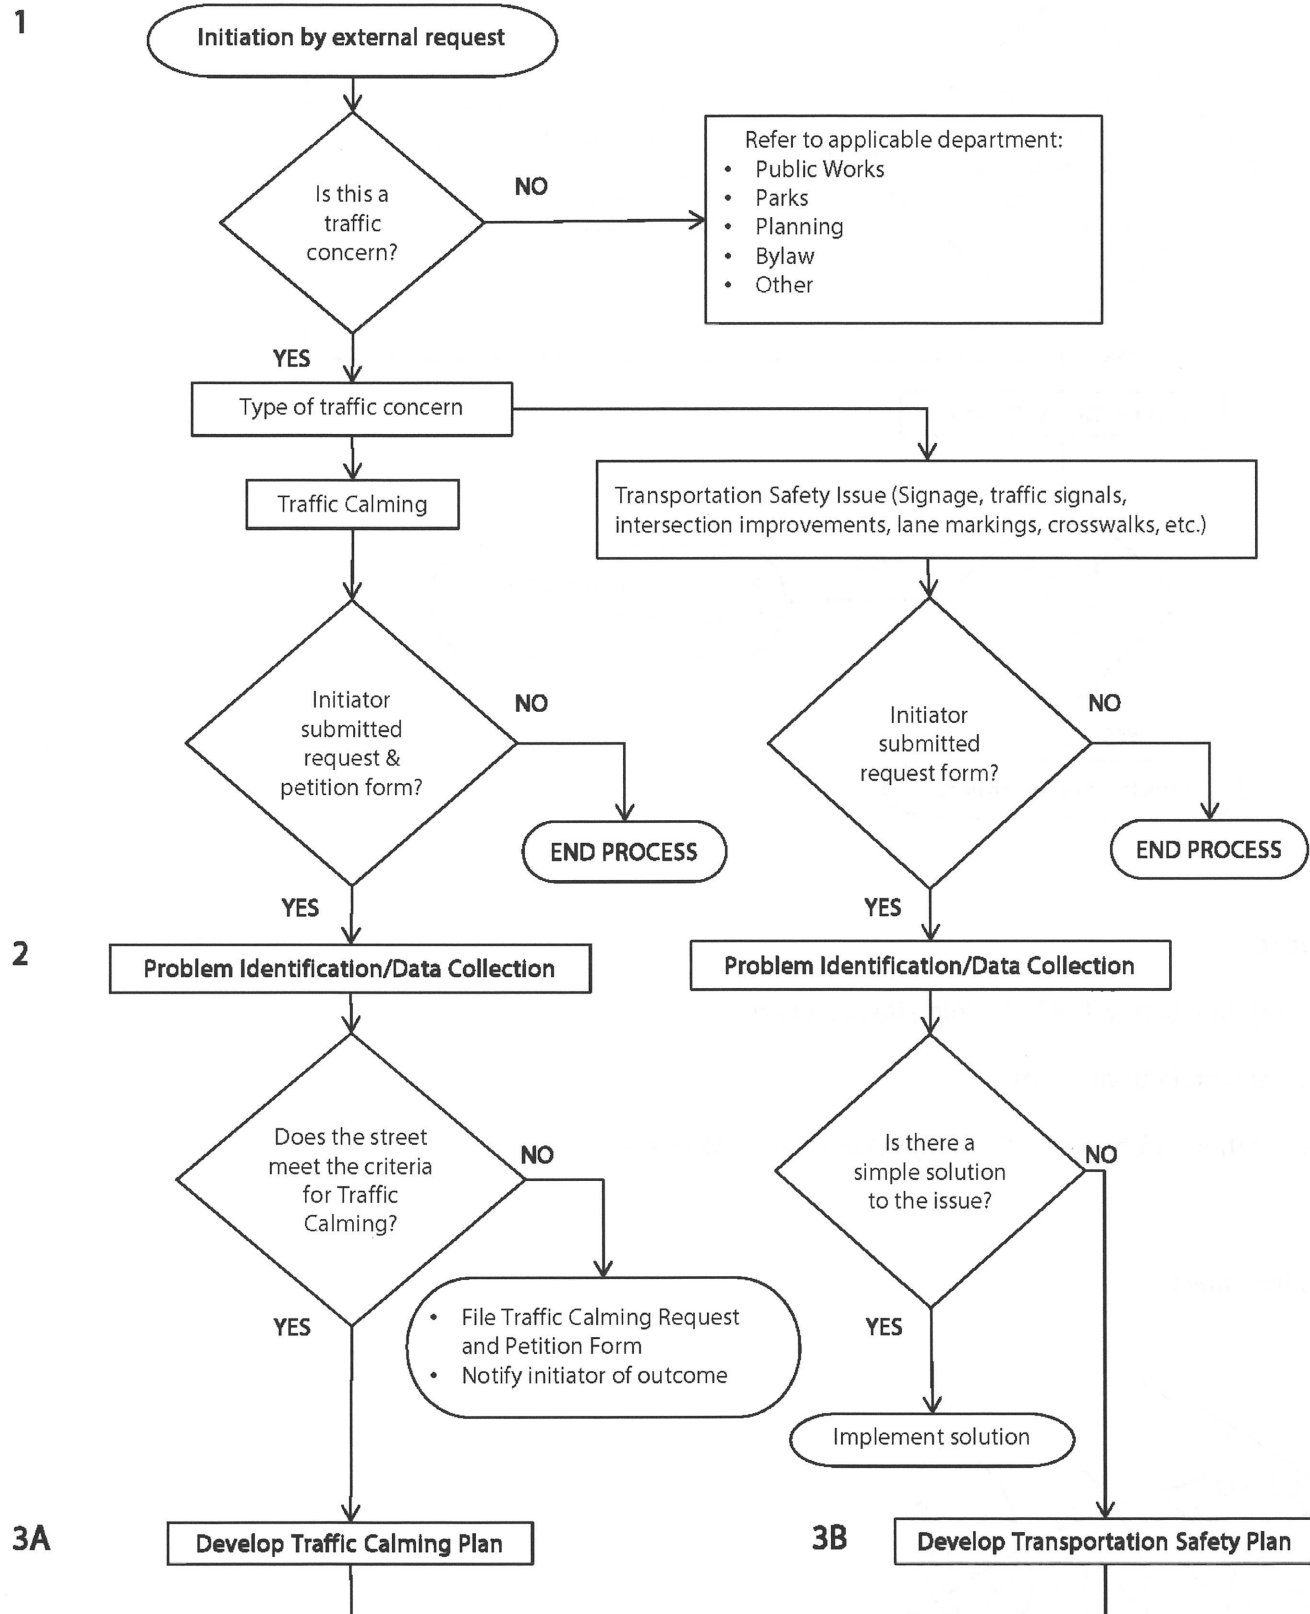 1
Initiation by external request
Is this a
traffic
concern?
NO
Refer to applicable department:
• Public Works
• Parks
• Planning
• Bylaw
• Other
YES
Type of traffic concern
Traffic Calming
Transportation Safety Issue (Signage, traffic signals,
intersection improvements, lane markings, crosswalks, etc.)
Initiator
submitted
request &
petition form?
NO
END PROCESS
YES
Initiator
submitted
request form?
NO
END PROCESS
YES
2
Problem Identification/Data Collection
Problem Identification/Data Collection
Does the street
meet the criteria
for Traffic
Calming?
NO
• File Traffic Calming Request
and Petition Form
• Notify initiator of outcome
YES
Is there a
simple solution
to the issue?
NO
YES
Implement solution
3A
Develop Traffic Calming Plan
3B
Develop Transportation Safety Plan